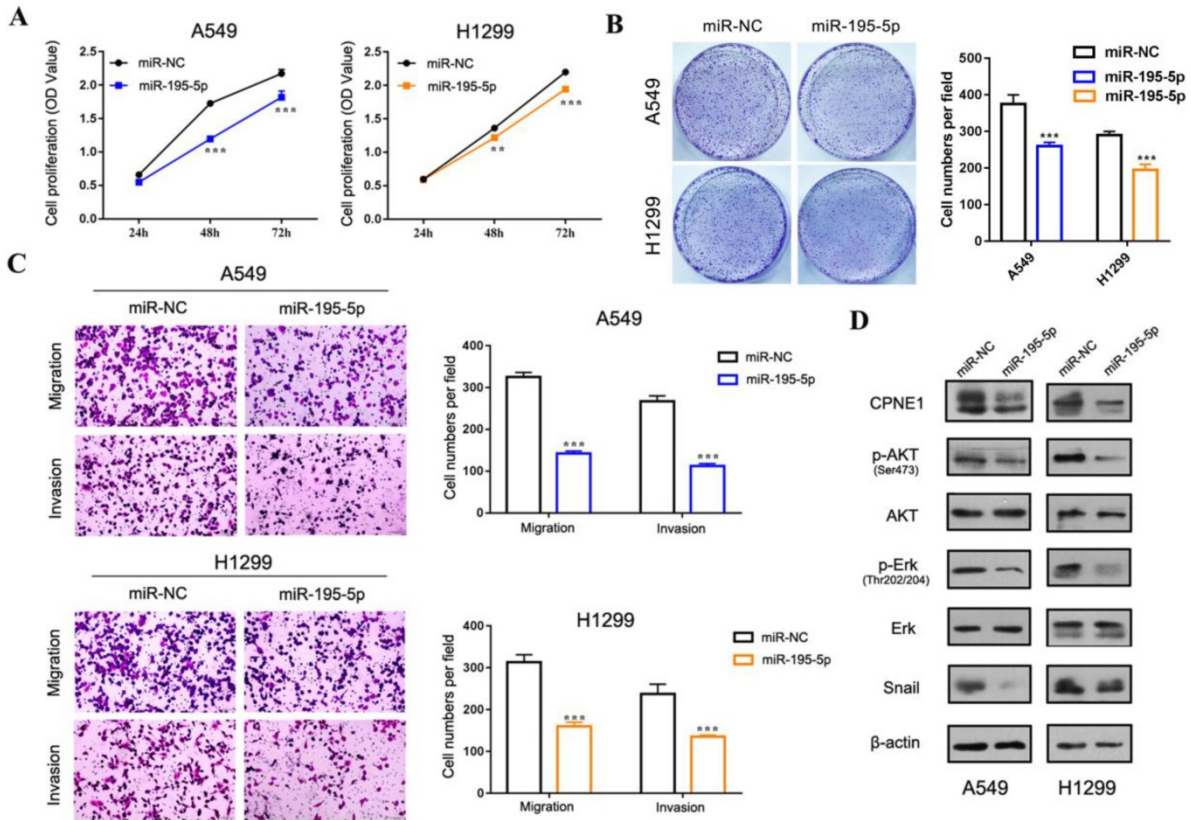 A
A549
Cell proliferation (OD Value)
2.5
2.0
1.5
1.0
0.5
0.0
miR-NC
miR-195-5p
***
***
24h 48h 72h
H1299
Cell proliferation (OD Value)
2.5
2.0
1.5
1.0
0.5
0.0
miR-NC
miR-195-5p
**
***
24h 48h 72h
B
miR-NC miR-195-5p
A549
H1299
Cell numbers per field
500
400
300
200
100
0
miR-NC
miR-195-5p
miR-195-5p
***
***
A549 H1299
C
A549
miR-NC miR-195-5p
Migration
Invasion
A549
Cell numbers per field
400
300
200
100
0
miR-NC
miR-195-5p
***
***
Migration Invasion
H1299
miR-NC miR-195-5p
Migration
Invasion
H1299
Cell numbers per field
400
300
200
100
0
miR-NC
miR-195-5p
***
***
Migration Invasion
D
miR-NC miR-195-5p miR-NC miR-195-5p
CPNE1
p-AKT
(Ser473)
AKT
p-Erk
(Thr202/204)
Erk
Snail
β-actin
A549 H1299